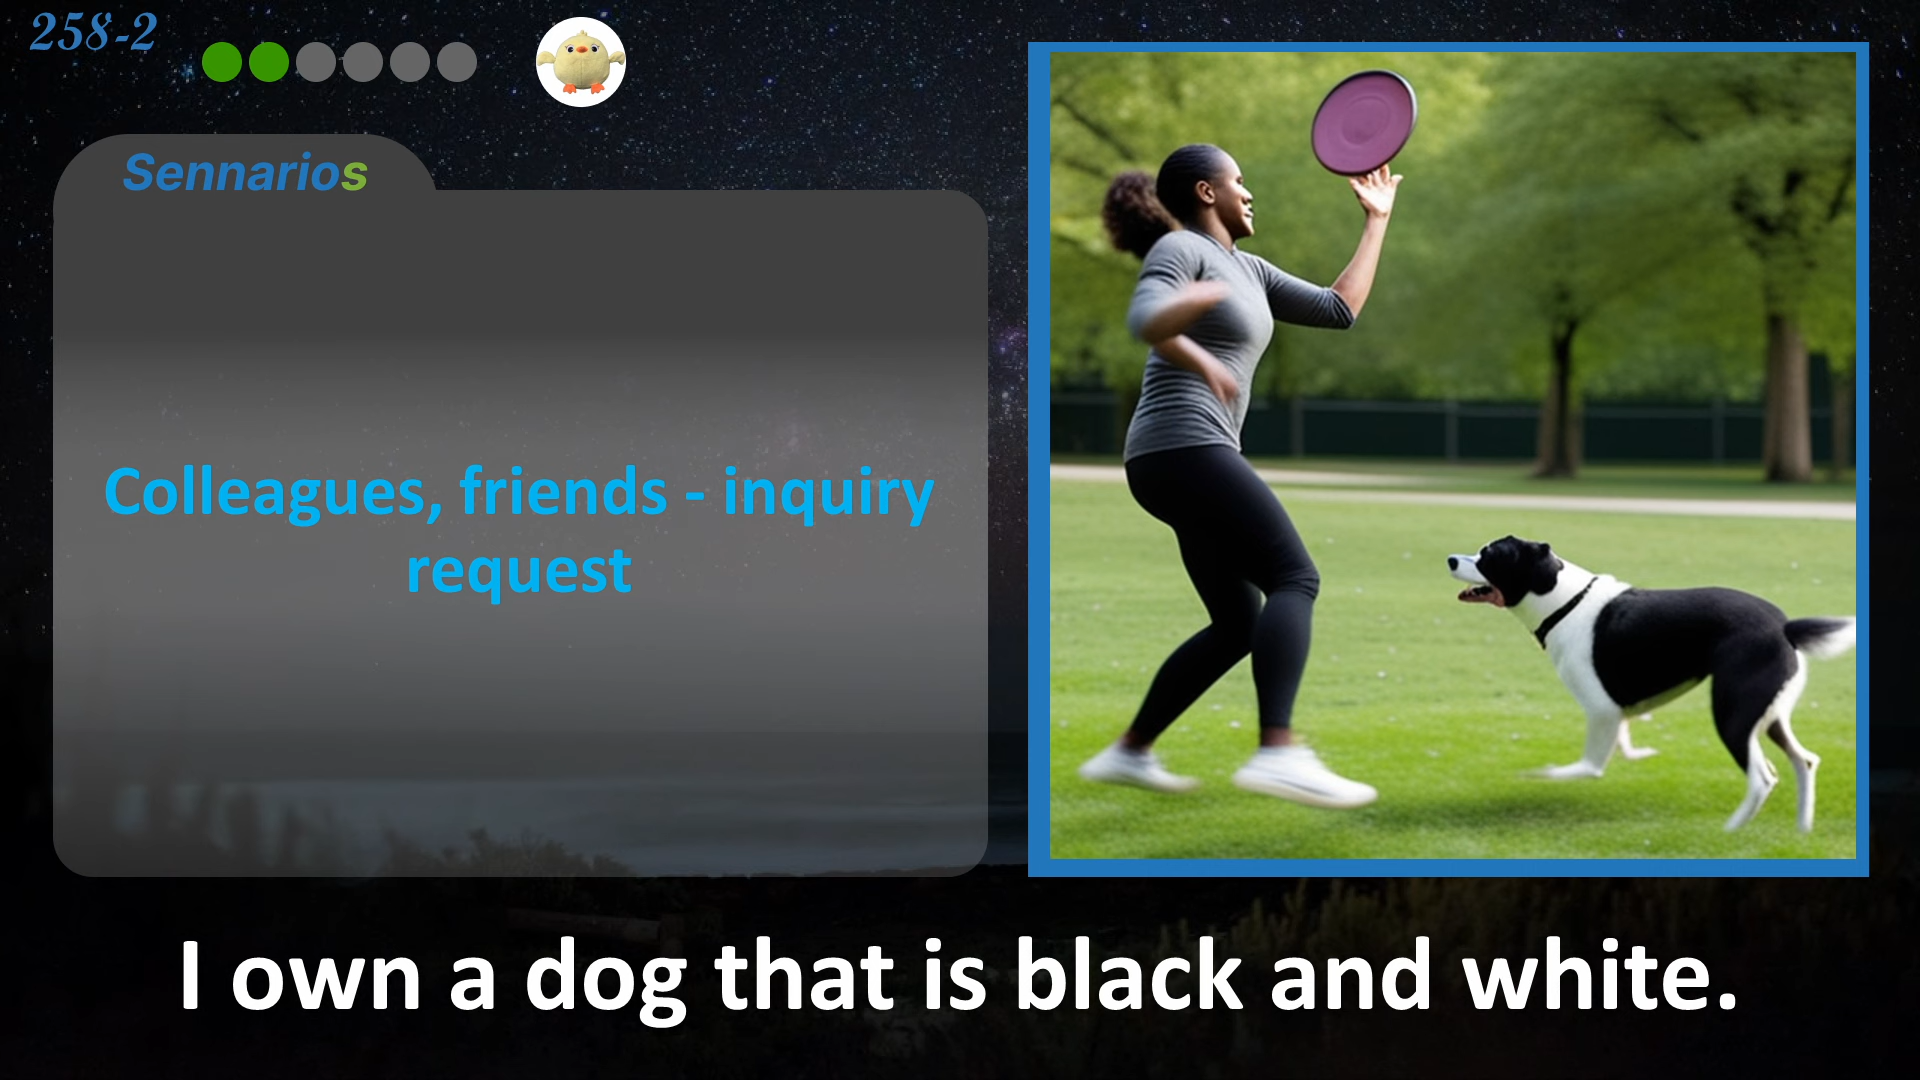 258-2
Sennarios
Colleagues, friends - inquiry
request
I own a dog that is black and white.